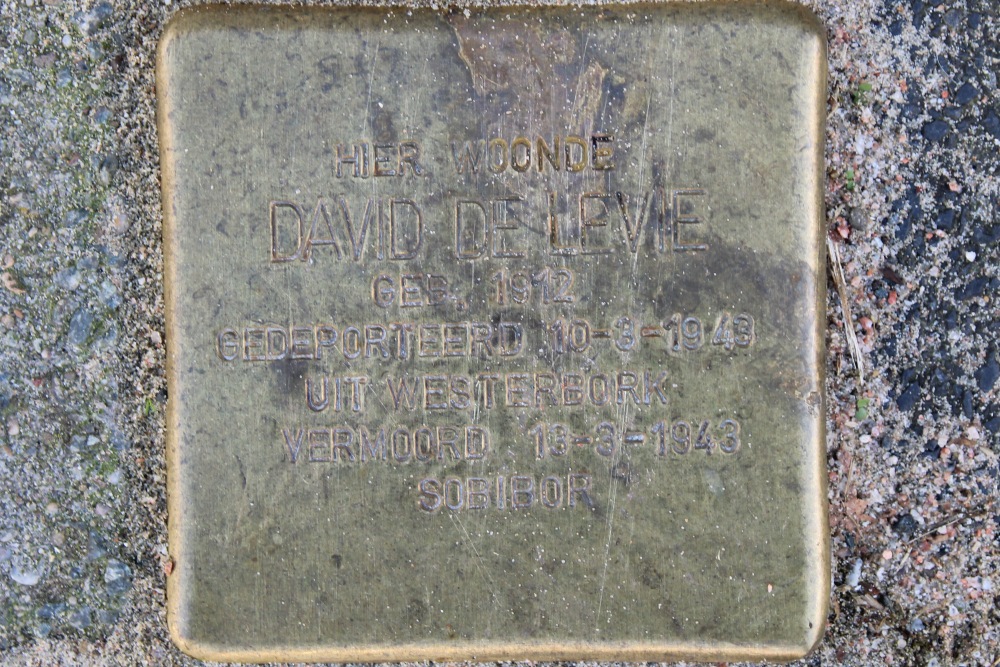 HIER WOONDE
DAVID DE LEVIE
GEB. 1912
GEDEPORTEERD 10-3-1943
UIT WESTERBORK
VERMOORD 13-3-1943
SOBIBOR